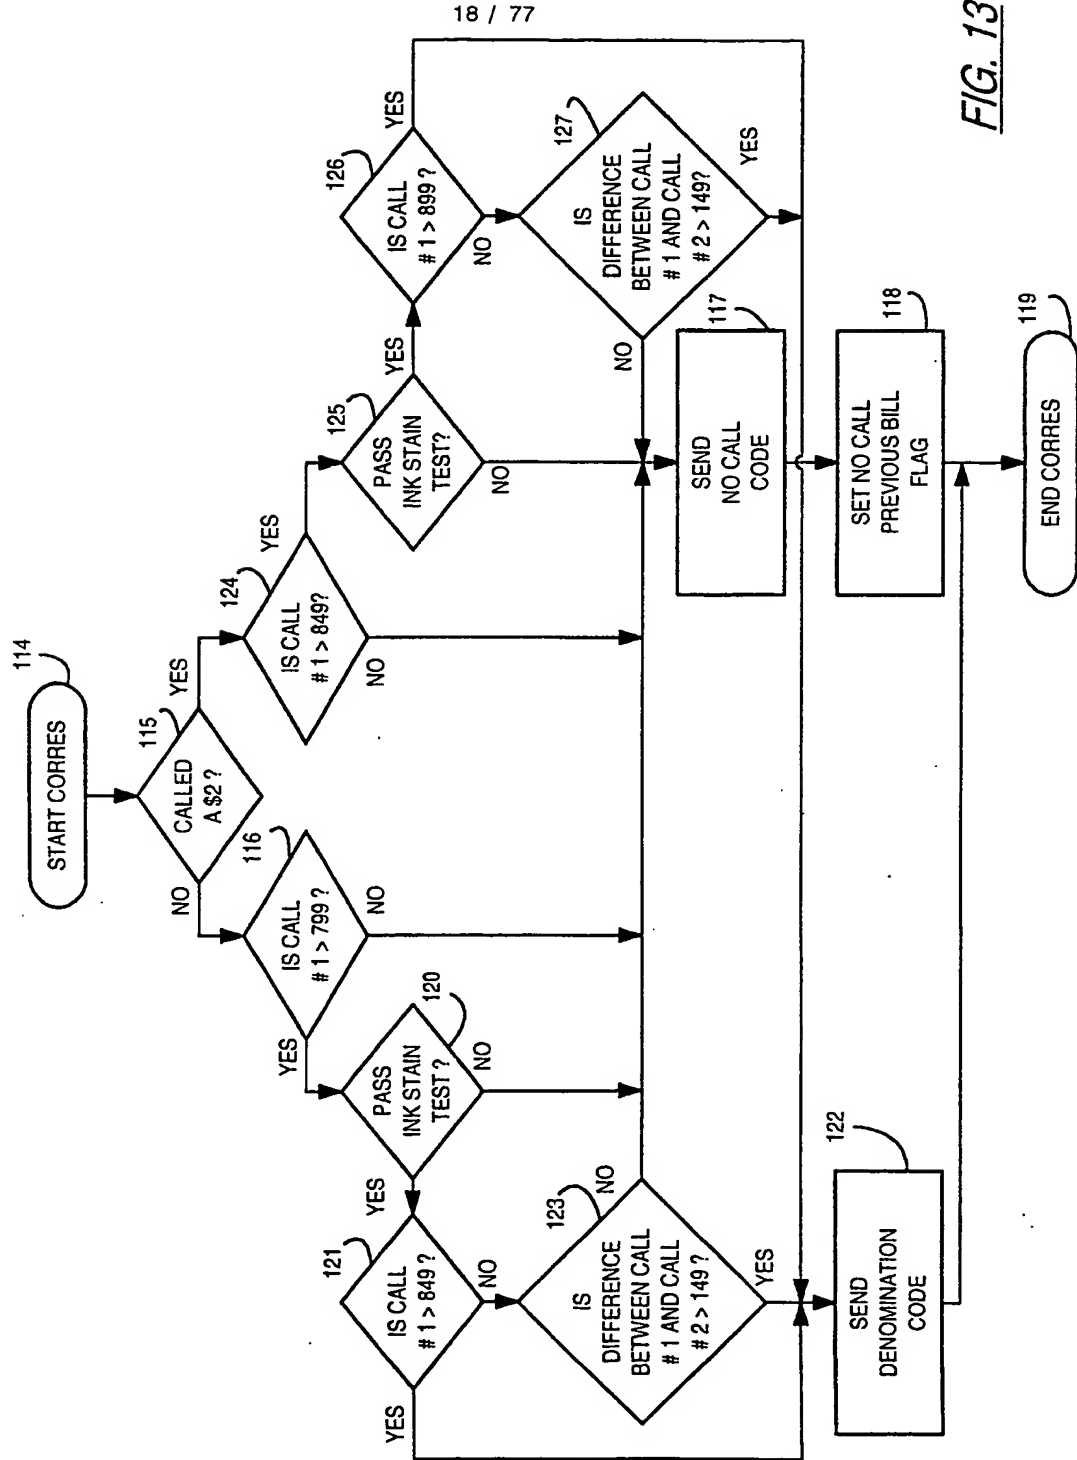 18 / 77
FIG. 13
START CORRES
114
CALLED
A $2 ?
115
NO
YES
IS CALL
# 1 > 799 ?
116
YES
NO
IS CALL
# 1 > 849?
124
YES
NO
PASS
INK STAIN
TEST ?
120
YES
NO
PASS
INK STAIN
TEST?
125
YES
NO
IS CALL
# 1 > 849 ?
121
YES
NO
IS CALL
# 1 > 899 ?
126
YES
NO
IS
DIFFERENCE
BETWEEN CALL
# 1 AND CALL
# 2 > 149 ?
123
NO
YES
IS
DIFFERENCE
BETWEEN CALL
# 1 AND CALL
# 2 > 149?
127
NO
YES
SEND
NO CALL
CODE
117
SEND
DENOMINATION
CODE
122
SET NO CALL
PREVIOUS BILL
FLAG
118
END CORRES
119